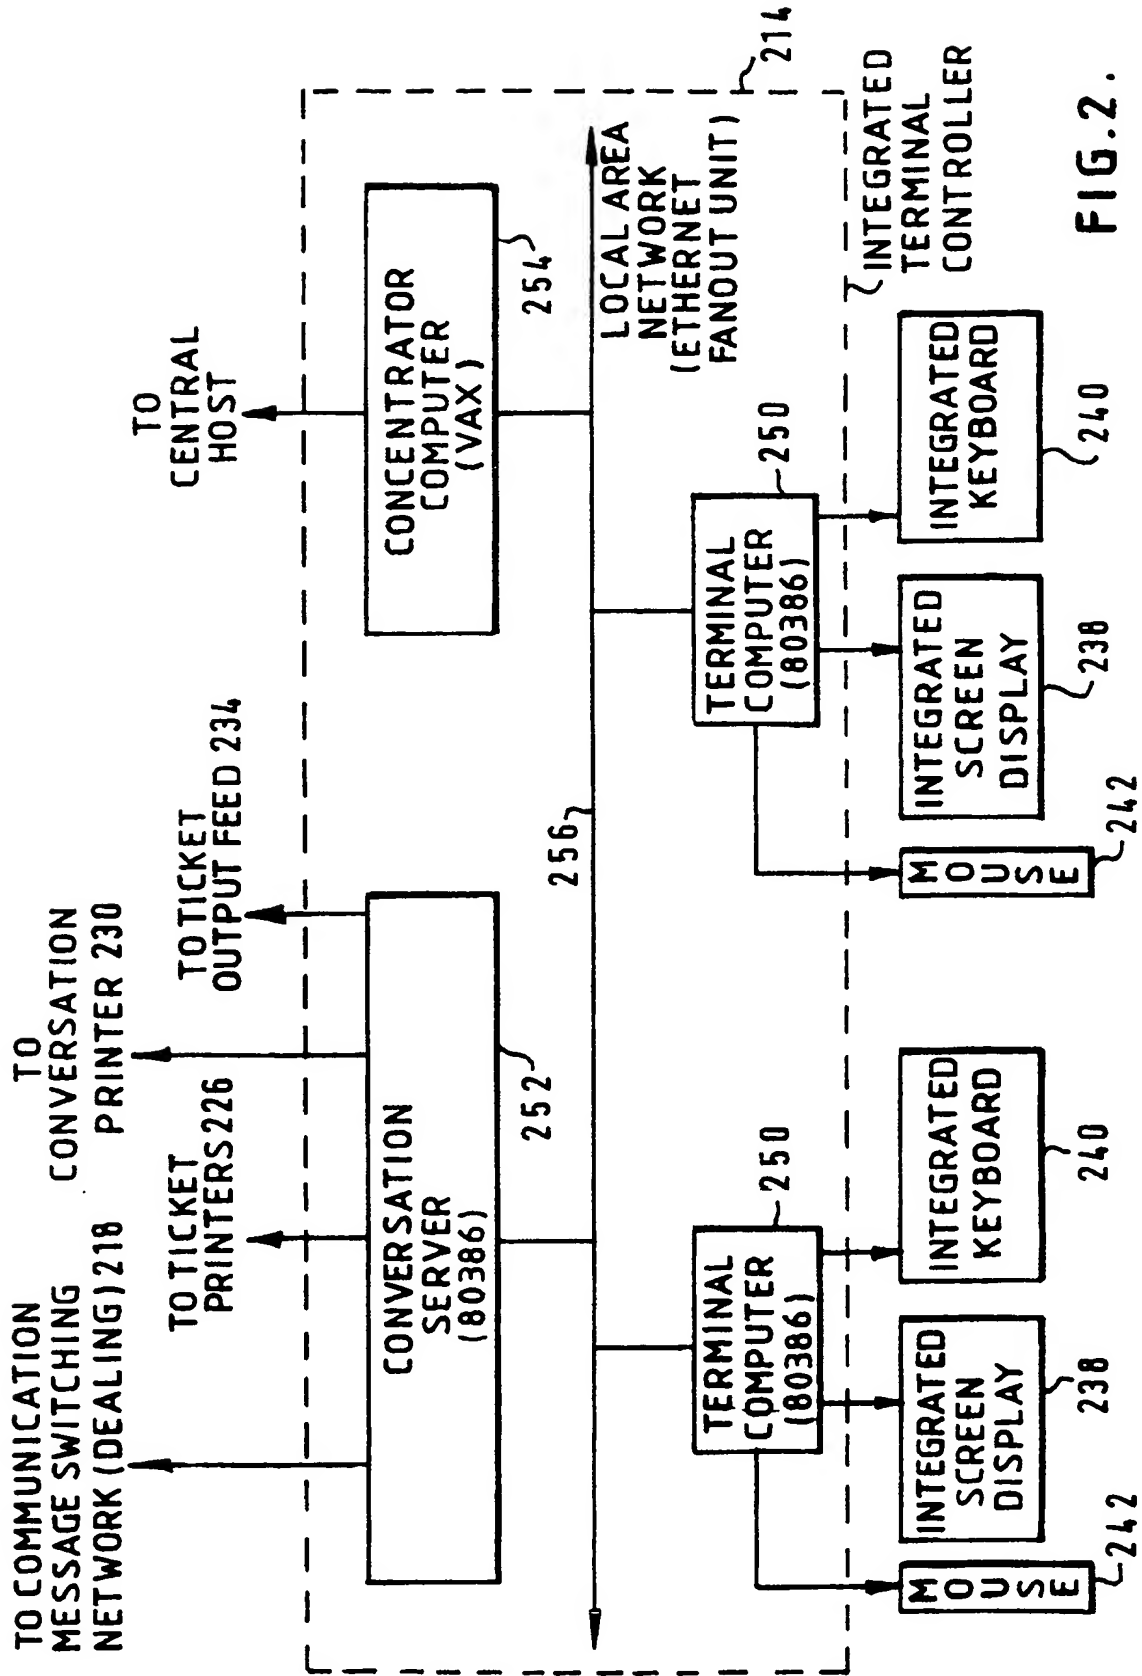 TO COMMUNICATION
MESSAGE SWITCHING
NETWORK (DEALING) 218
TO
CONVERSATION
PRINTER 230
TO TICKET
PRINTERS 226
TO TICKET
OUTPUT FEED 234
TO
CENTRAL
HOST
CONVERSATION
SERVER
(80386)
252
CONCENTRATOR
COMPUTER
(VAX)
254
256
LOCAL AREA
NETWORK
(ETHERNET
FANOUT UNIT)
214
TERMINAL
COMPUTER
(80386)
250
TERMINAL
COMPUTER
(80386)
250
INTEGRATED
TERMINAL
CONTROLLER
MOUSE
242
INTEGRATED
SCREEN
DISPLAY
238
INTEGRATED
KEYBOARD
240
MOUSE
242
INTEGRATED
SCREEN
DISPLAY
238
INTEGRATED
KEYBOARD
240
FIG.2.